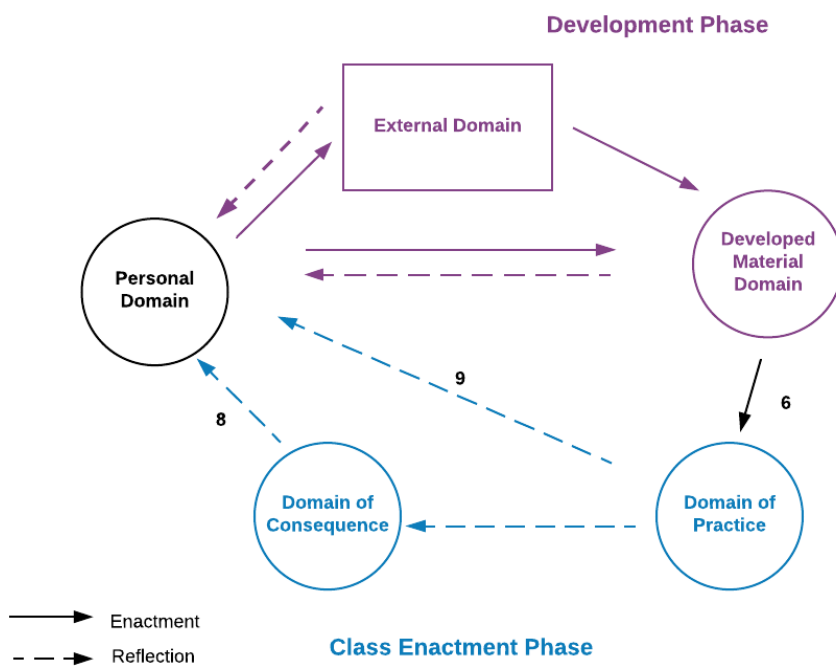 Development Phase
External Domain
Developed
Material
Domain
Personal
Domain
9
8
6
Domain of
Consequence
Domain of
Practice
Enactment
Reflection
Class Enactment Phase